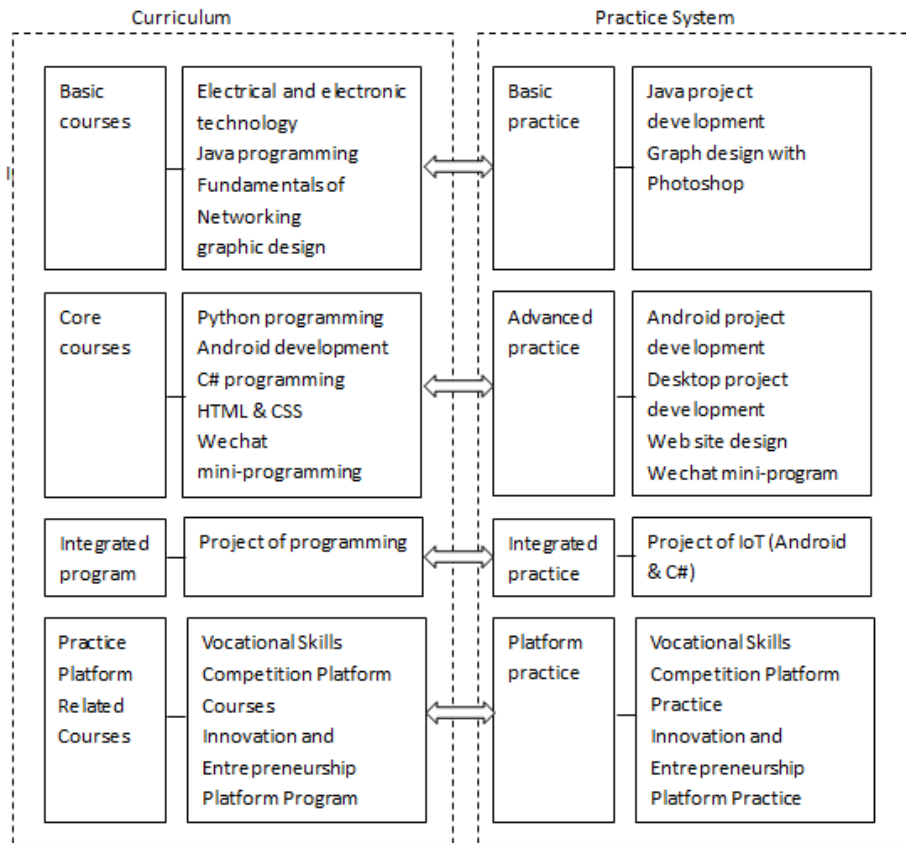 Curriculum
Practice System
Basic
courses
Electrical and electronic
technology
Java programming
Fundamentals of
Networking
graphic design
Basic
practice
Java project
development
Graph design with
Photoshop
Core
courses
Python programming
Android development
C# programming
HTML & CSS
Wechat
mini-programming
Advanced
practice
Android project
development
Desktop project
development
Web site design
Wechat mini-program
Integrated
program
Project of programming
Integrated
practice
Project of IoT (Android
& C#)
Practice
Platform
Related
Courses
Vocational Skills
Competition Platform
Courses
Innovation and
Entrepreneurship
Platform Program
Platform
practice
Vocational Skills
Competition Platform
Practice
Innovation and
Entrepreneurship
Platform Practice